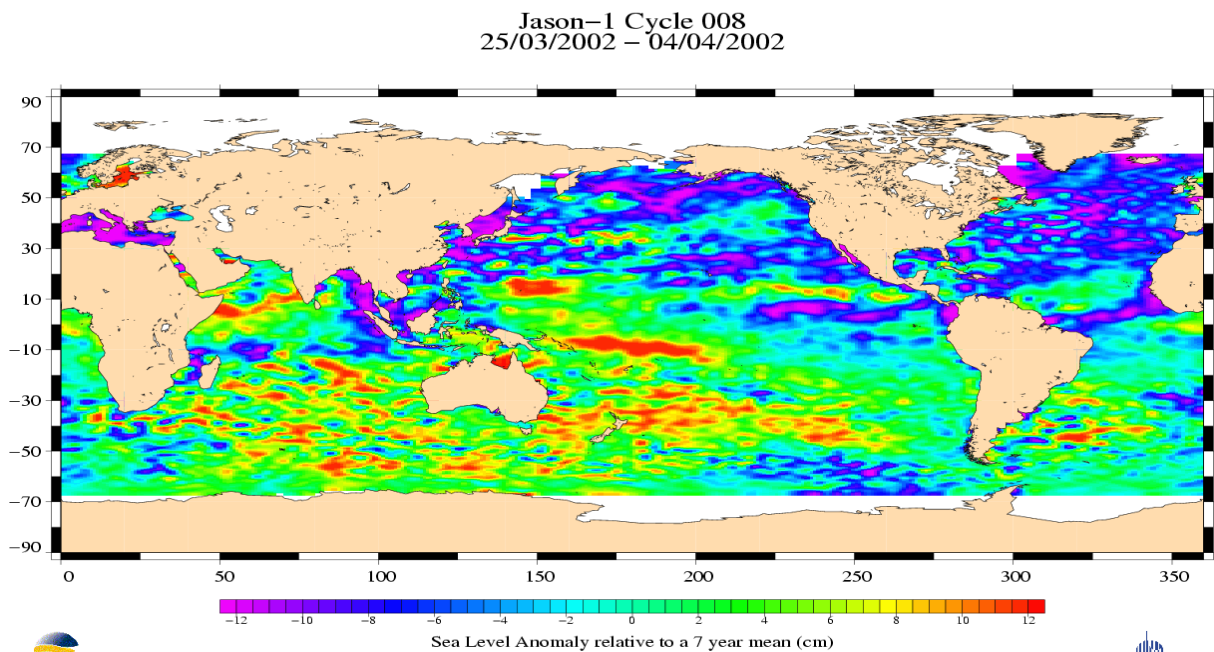 Jason−1 Cycle 008
25/03/2002 − 04/04/2002
90
70
50
30
10
−10
−30
−50
−70
−90
0 50 100 150 200 250 300 350
−12 −10 −8 −6 −4 −2 0 2 4 6 8 10 12
Sea Level Anomaly relative to a 7 year mean (cm)